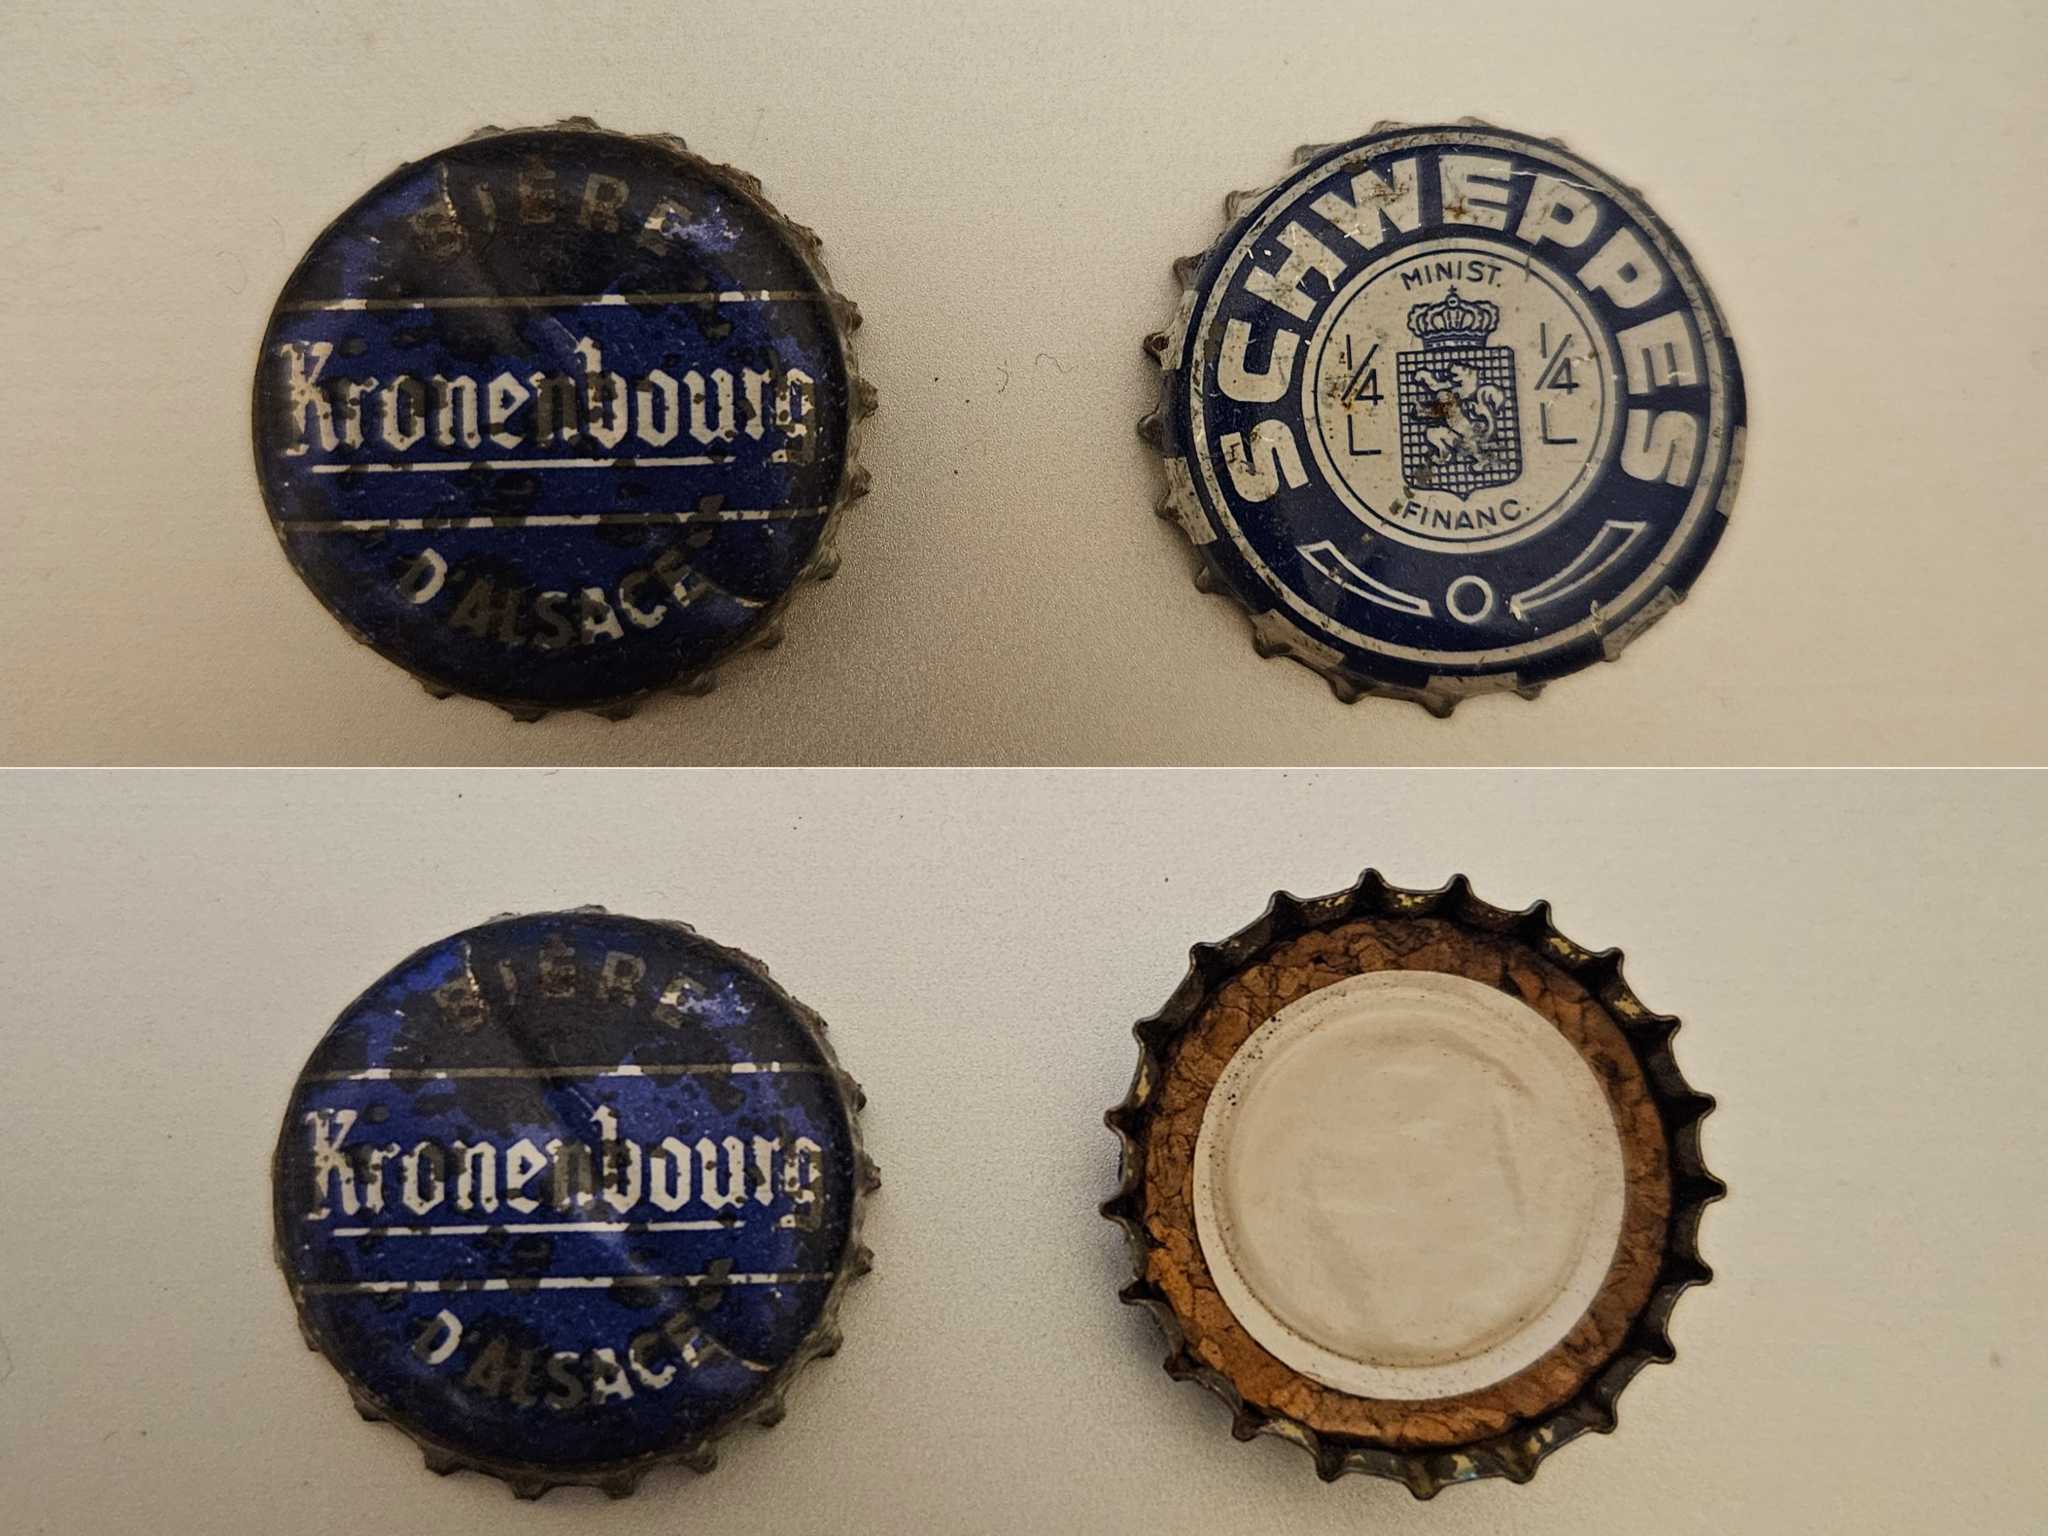 BIÈRE
Kronenbourg
D'ALSACE
SCHWEPPES
MINIST.
1/4 L
1/4 L
FINANC.
BIÈRE
Kronenbourg
D'ALSACE